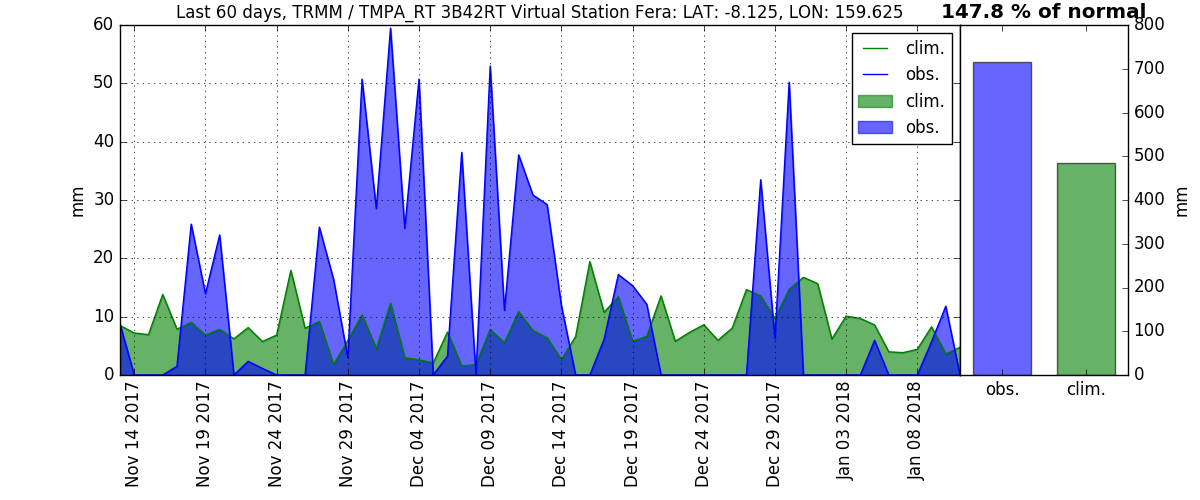 Last 60 days, TRMM / TMPA_RT 3B42RT Virtual Station Fera: LAT: -8.125, LON: 159.625
147.8 % of normal
60
50
40
30
20
10
0
mm
clim.
obs.
clim.
obs.
Nov 14 2017
Nov 19 2017
Nov 24 2017
Nov 29 2017
Dec 04 2017
Dec 09 2017
Dec 14 2017
Dec 19 2017
Dec 24 2017
Dec 29 2017
Jan 03 2018
Jan 08 2018
800
700
600
500
400
300
200
100
0
mm
obs.
clim.